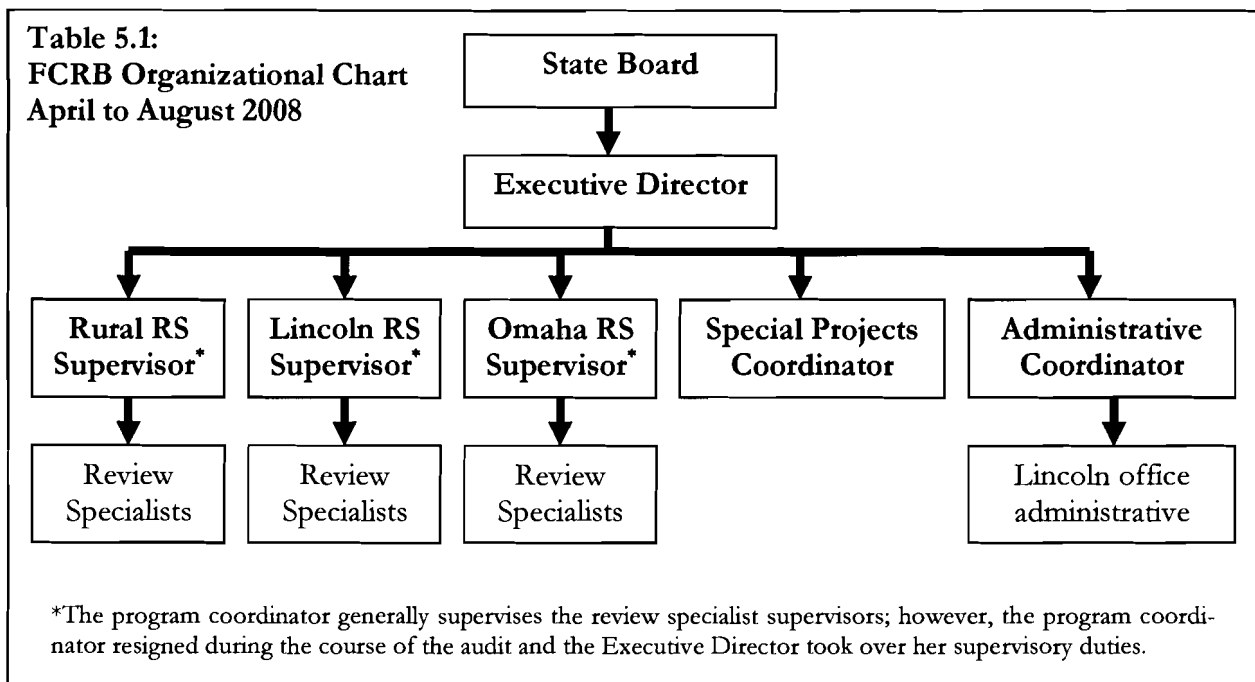 Table 5.1:
FCRB Organizational Chart
April to August 2008
State Board
Executive Director
Rural RS
Supervisor*
Lincoln RS
Supervisor*
Omaha RS
Supervisor*
Special Projects
Coordinator
Administrative
Coordinator
Review
Specialists
Review
Specialists
Review
Specialists
Lincoln office
administrative
*The program coordinator generally supervises the review specialist supervisors; however, the program coordi-
nator resigned during the course of the audit and the Executive Director took over her supervisory duties.